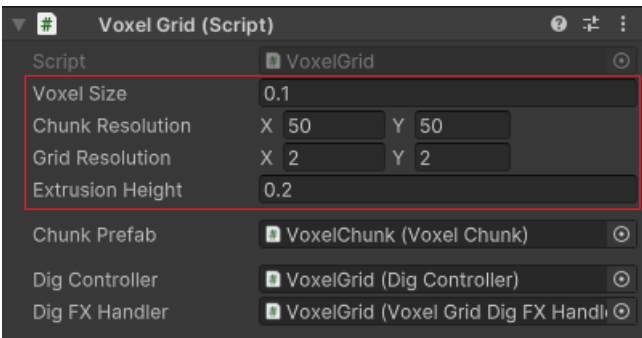 # Voxel Grid (Script)
Script # VoxelGrid
Voxel Size 0.1
Chunk Resolution X 50 Y 50
Grid Resolution X 2 Y 2
Extrusion Height 0.2
Chunk Prefab # VoxelChunk (Voxel Chunk)
Dig Controller # VoxelGrid (Dig Controller)
Dig FX Handler # VoxelGrid (Voxel Grid Dig FX Handl